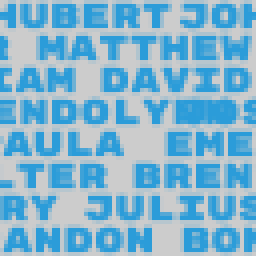 HUBERT JOH
R MATTHEW
IAM DAVID
ENDOLY
PAULA EME
LTER BREN
RY JULIUS
ANDON BON